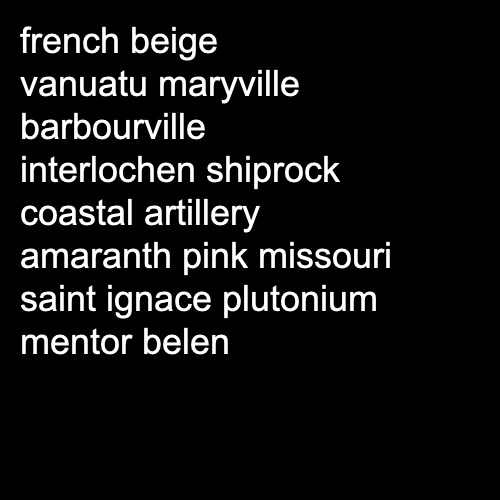 french beige
vanuatu maryville
barbourville
interlochen shiprock
coastal artillery
amaranth pink missouri
saint ignace plutonium
mentor belen